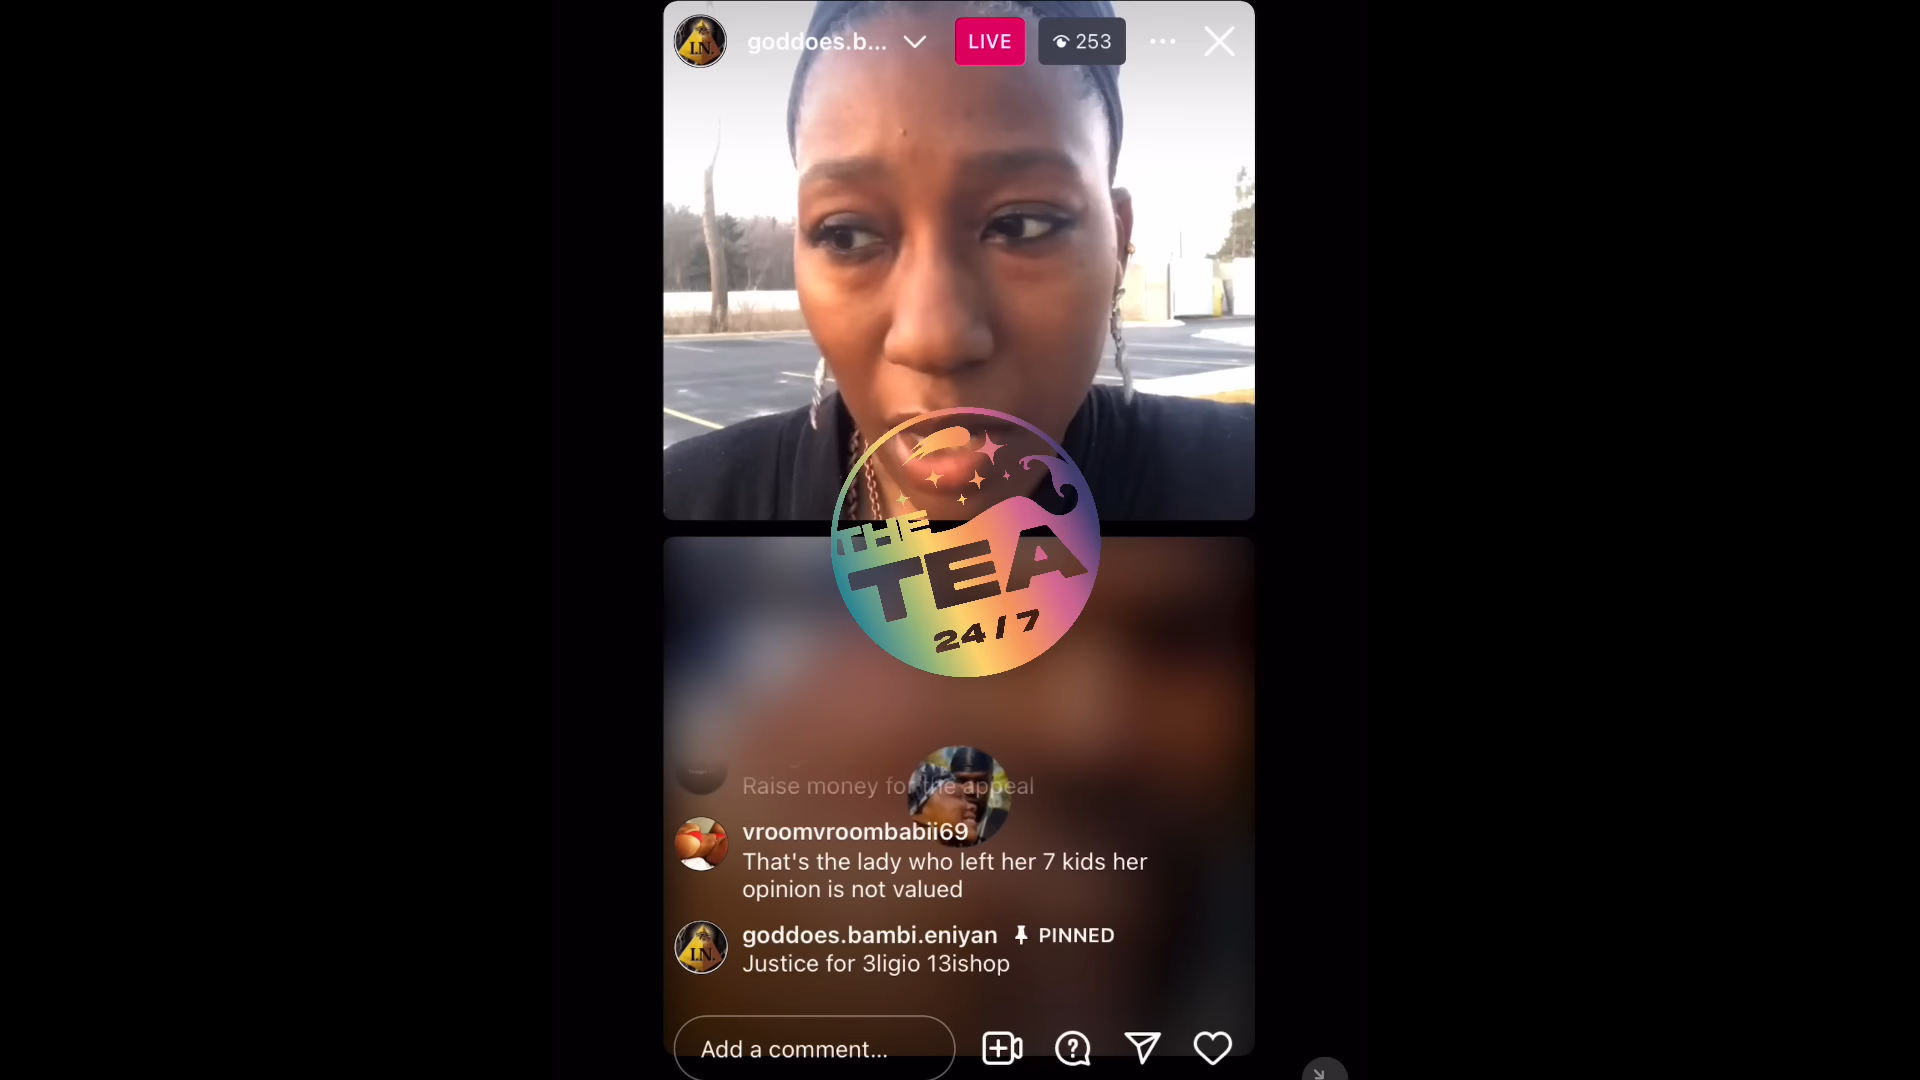 I.N.
goddoes.b...
LIVE
253
THE
TEA
24/7
Raise money for the appeal
vroomvroombabii69
That's the lady who left her 7 kids her
opinion is not valued
I.N.
goddoes.bambi.eniyan PINNED
Justice for 3ligio 13ishop
Add a comment...